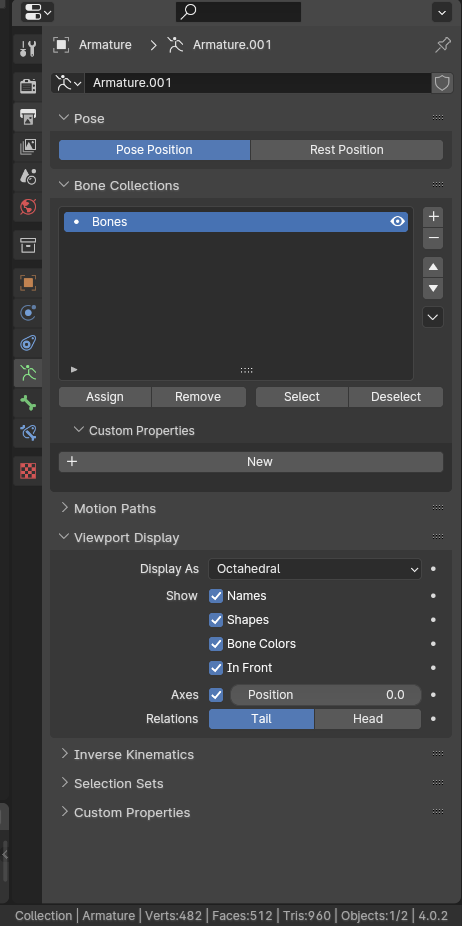 Armature > Armature.001
Armature.001
Pose
Pose Position Rest Position
Bone Collections
Bones
Assign Remove Select Deselect
Custom Properties
+ New
Motion Paths
Viewport Display
Display As Octahedral
Show Names
Shapes
Bone Colors
In Front
Axes Position 0.0
Relations Tail Head
Inverse Kinematics
Selection Sets
Custom Properties
Collection | Armature | Verts:482 | Faces:512 | Tris:960 | Objects:1/2 | 4.0.2